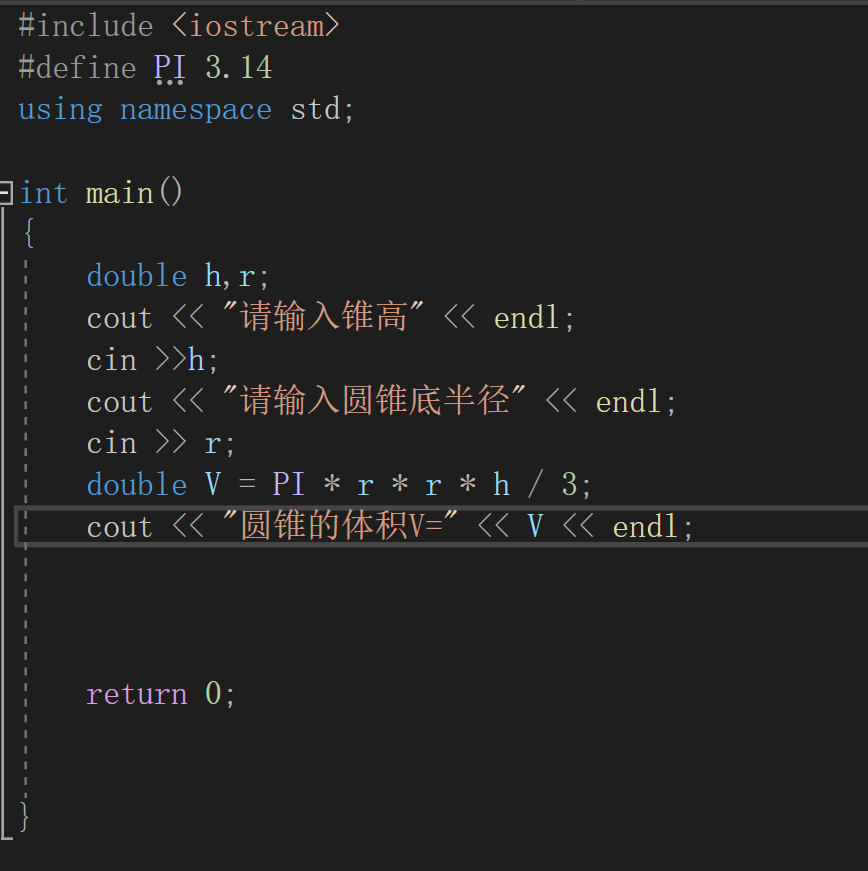 #include <iostream>
#define PI 3.14
using namespace std;
int main()
{
double h,r;
cout << "请输入锥高" << endl;
cin >>h;
cout << "请输入圆锥底半径" << endl;
cin >> r;
double V = PI * r * r * h / 3;
cout << "圆锥的体积V=" << V << endl;
return 0;
}